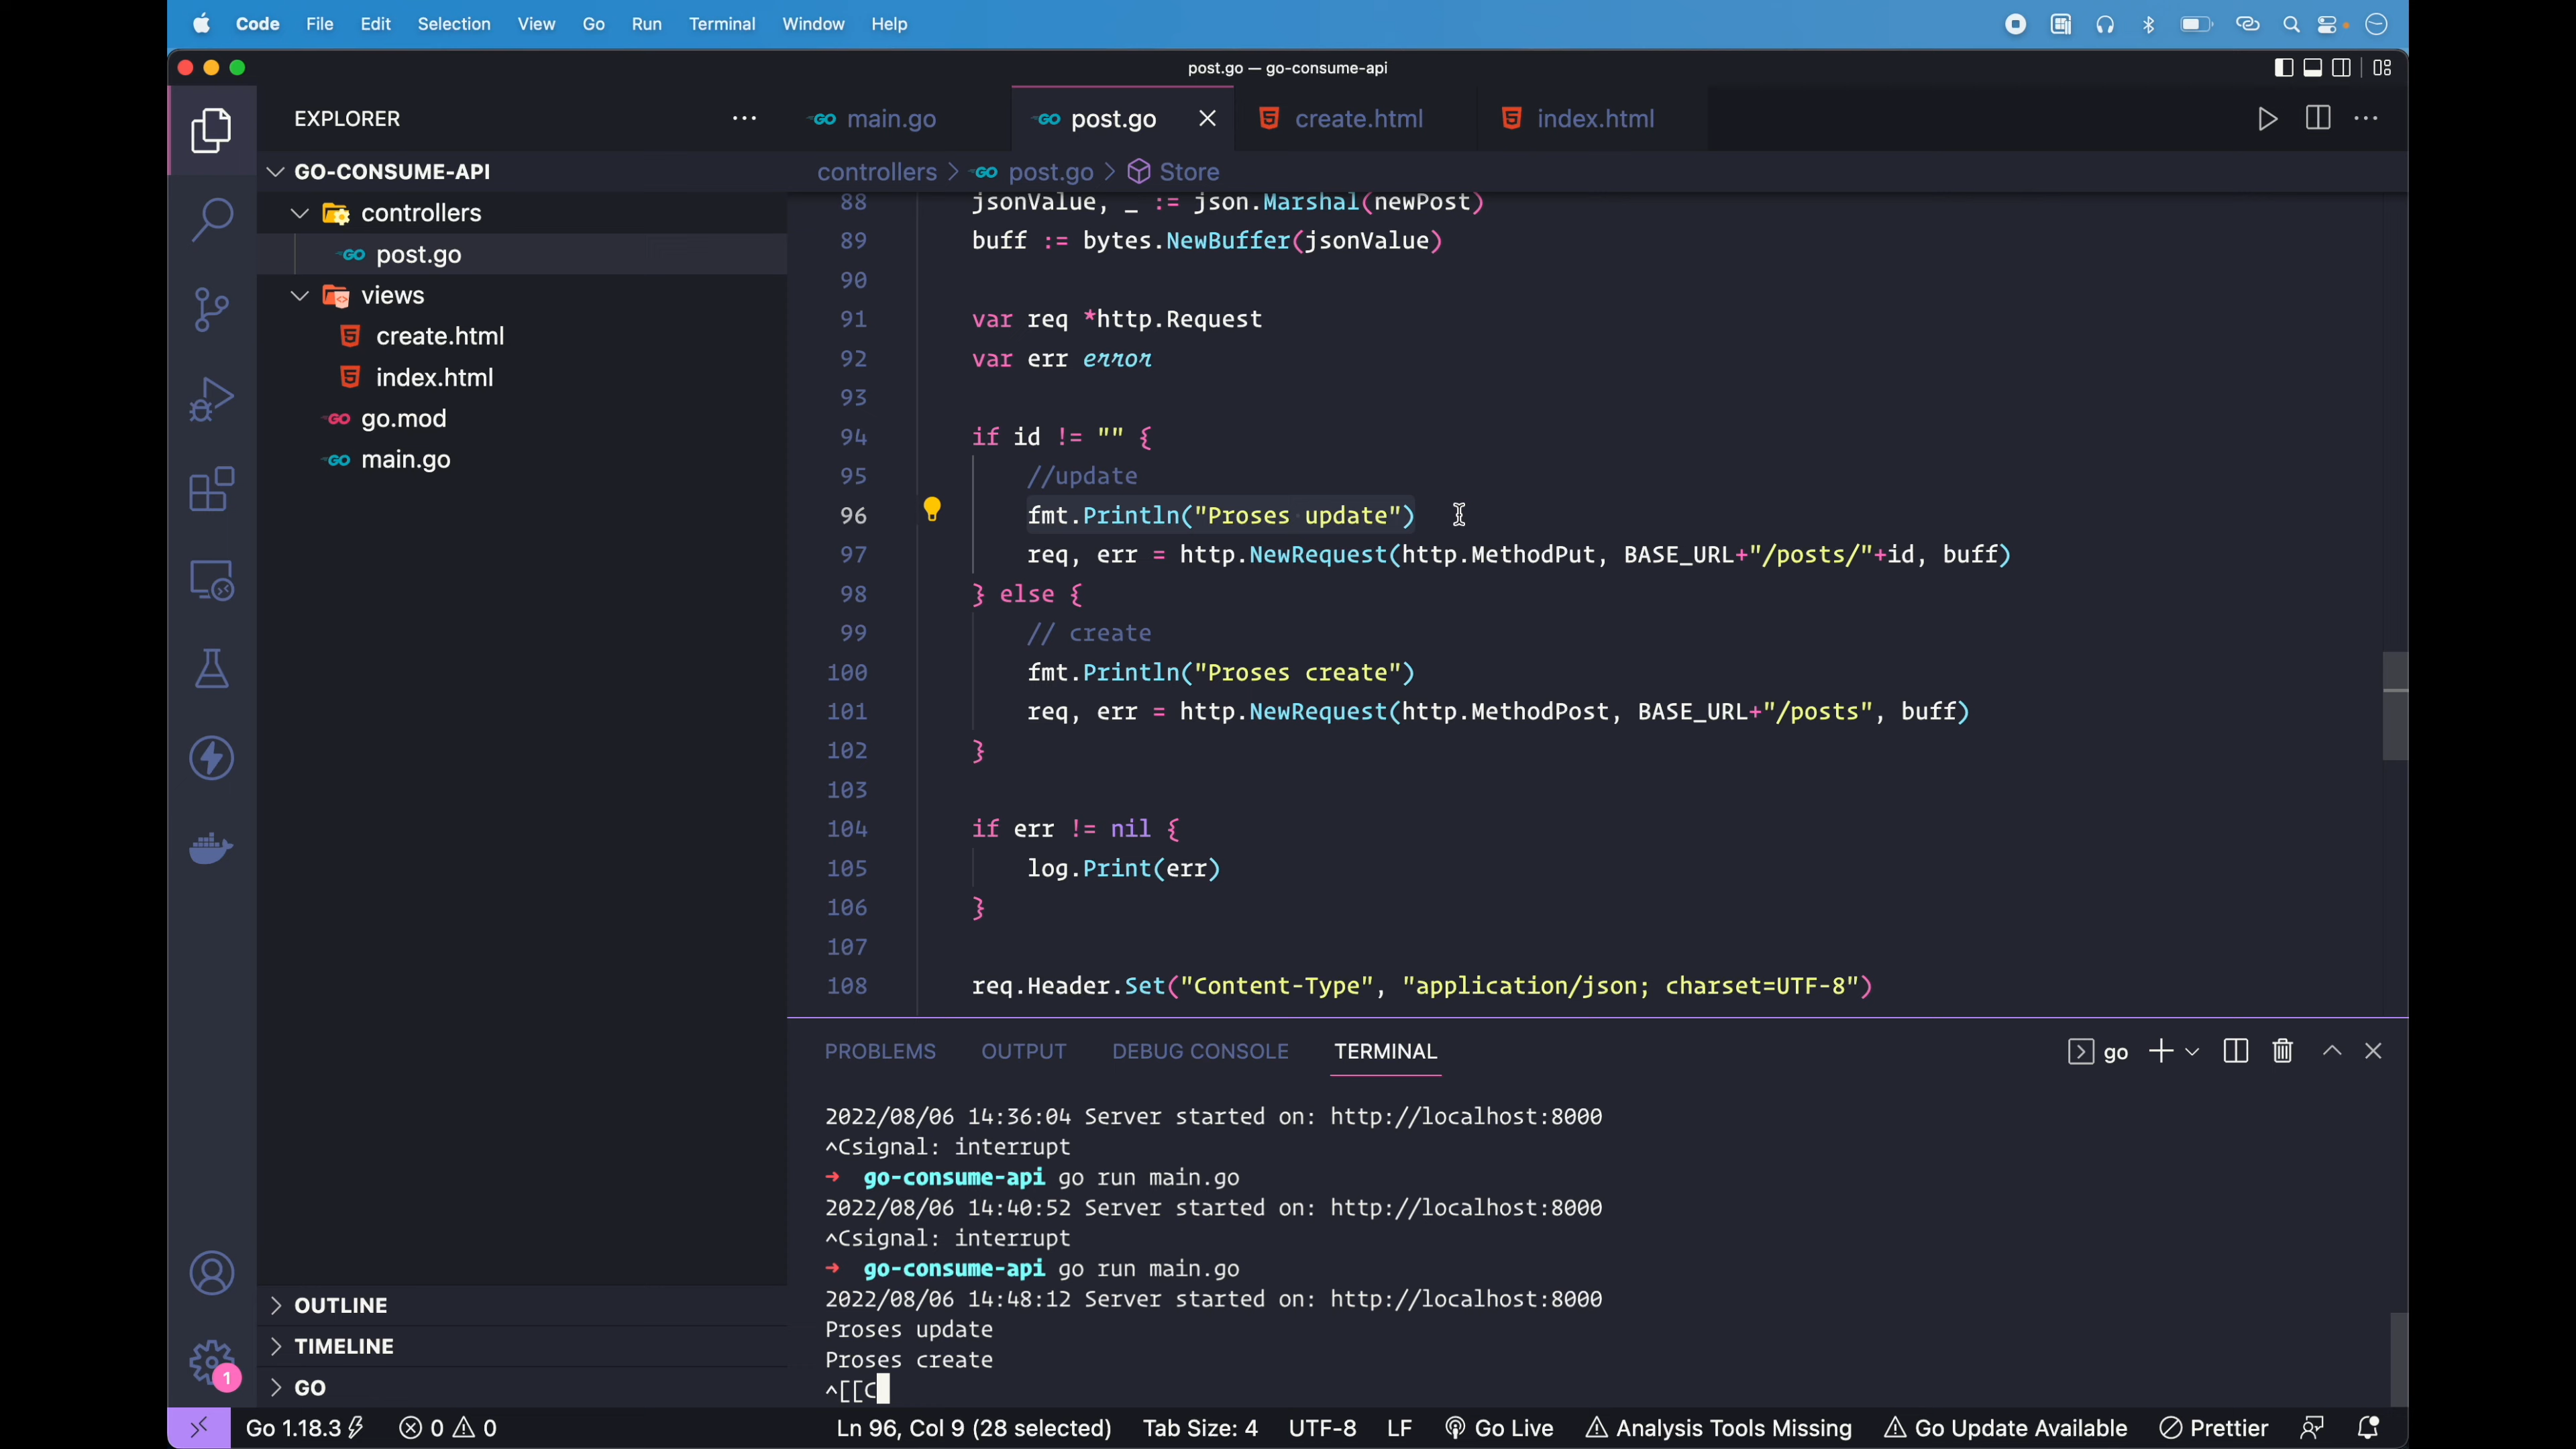 Code File Edit Selection View Go Run Terminal Window Help
post.go — go-consume-api
EXPLORER
main.go
post.go
create.html
index.html
GO-CONSUME-API
controllers
post.go
views
create.html
index.html
go.mod
main.go
OUTLINE
TIMELINE
GO
1
controllers > post.go > Store
88 jsonValue, _ := json.Marshal(newPost)
89 buff := bytes.NewBuffer(jsonValue)
90
91 var req *http.Request
92 var err error
93
94 if id != "" {
95 //update
96 fmt.Println("Proses update")
97 req, err = http.NewRequest(http.MethodPut, BASE_URL+"/posts/"+id, buff)
98 } else {
99 // create
100 fmt.Println("Proses create")
101 req, err = http.NewRequest(http.MethodPost, BASE_URL+"/posts", buff)
102 }
103
104 if err != nil {
105 log.Print(err)
106 }
107
108 req.Header.Set("Content-Type", "application/json; charset=UTF-8")
PROBLEMS OUTPUT DEBUG CONSOLE TERMINAL
go
2022/08/06 14:36:04 Server started on: http://localhost:8000
^Csignal: interrupt
→ go-consume-api go run main.go
2022/08/06 14:40:52 Server started on: http://localhost:8000
^Csignal: interrupt
→ go-consume-api go run main.go
2022/08/06 14:48:12 Server started on: http://localhost:8000
Proses update
Proses create
^[[C
Go 1.18.3 0 0 Ln 96, Col 9 (28 selected) Tab Size: 4 UTF-8 LF Go Live Analysis Tools Missing Go Update Available Prettier